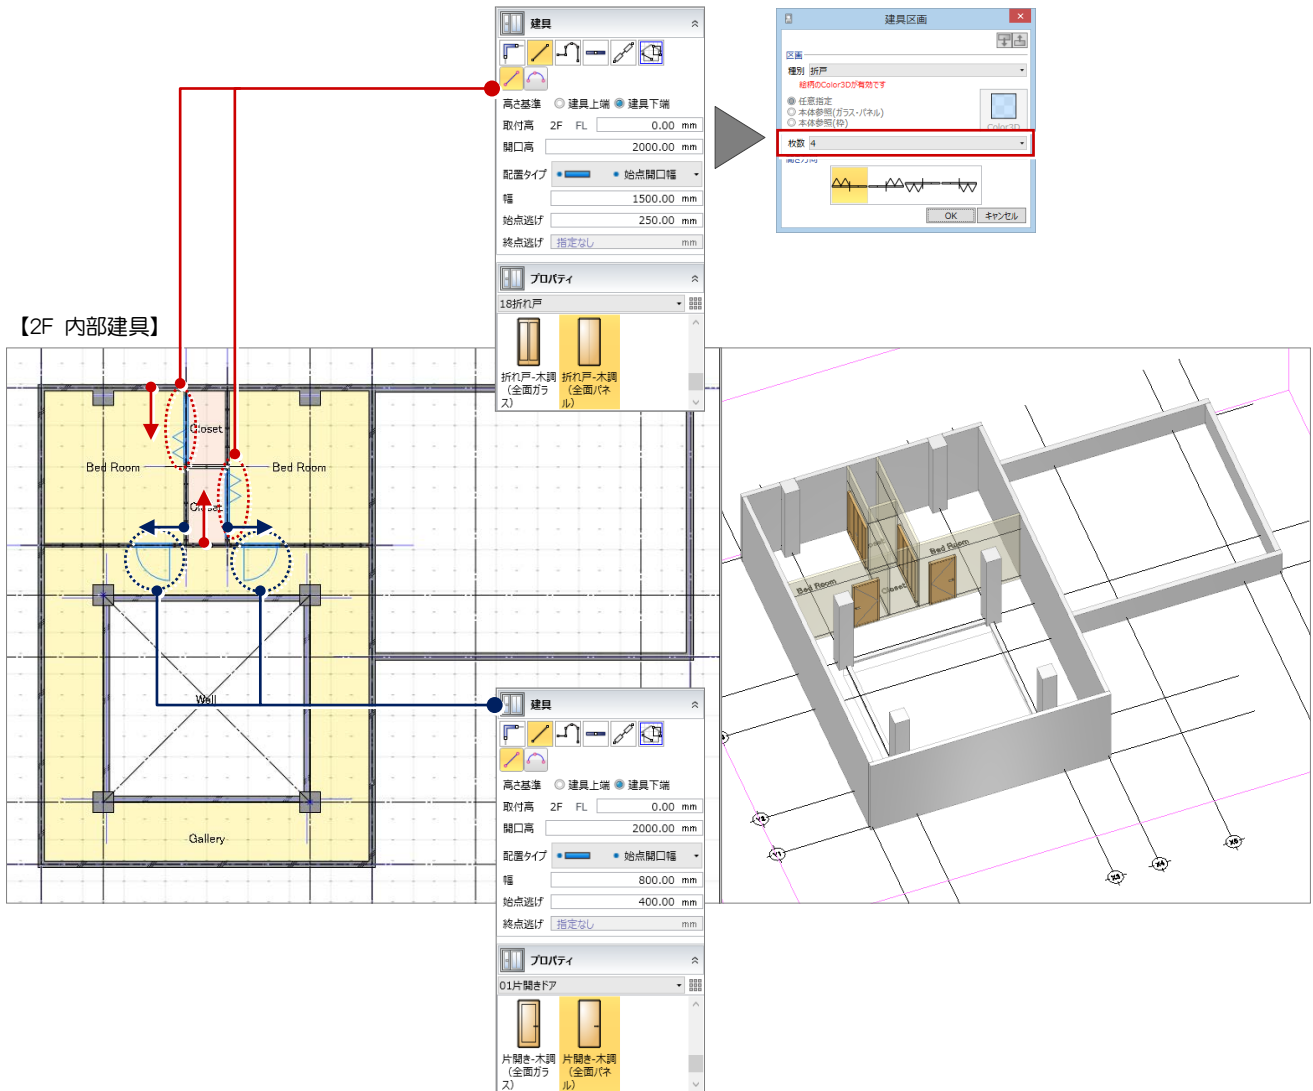 建具
高さ基準 建具上端 建具下端
取付高 2F FL 0.00 mm
開口高 2000.00 mm
配置タイプ 始点開口幅
幅 1500.00 mm
始点逃げ 250.00 mm
終点逃げ 指定なし mm
プロパティ
18折れ戸
折れ戸-木調
(全面ガラ
ス)
折れ戸-木調
(全面パネ
ル)
建具区画
区画
種別 折戸
絵柄のColor3Dが有効です
任意指定
本体参照(ガラス・パネル)
本体参照(枠)
Color3D
枚数 4
開き方向
OK キャンセル
【2F 内部建具】
Closet
Bed Room
Bed Room
Closet
Well
Gallery
Bed Room
Bed Room
Closet
Y2
Y1
X3
X4
X5
建具
高さ基準 建具上端 建具下端
取付高 2F FL 0.00 mm
開口高 2000.00 mm
配置タイプ 始点開口幅
幅 800.00 mm
始点逃げ 400.00 mm
終点逃げ 指定なし mm
プロパティ
01片開きドア
片開き-木調
(全面ガラ
ス)
片開き-木調
(全面パネ
ル)